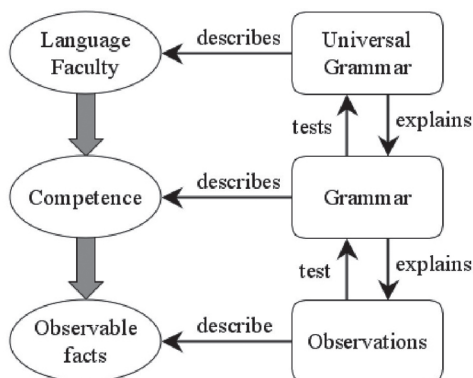 Language
Faculty
describes
Universal
Grammar
tests
explains
Competence
describes
Grammar
test
explains
Observable
facts
describe
Observations